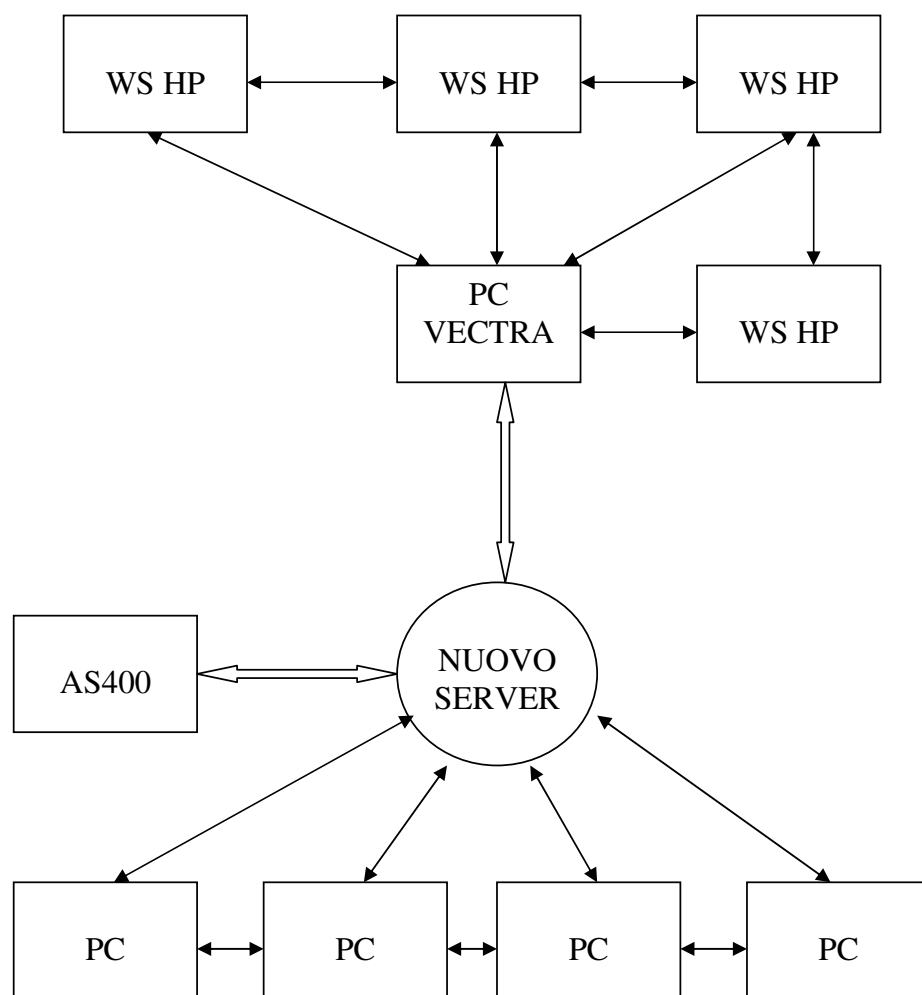 WS HP
WS HP
WS HP
PC
VECTRA
WS HP
NUOVO
SERVER
AS400
PC
PC
PC
PC